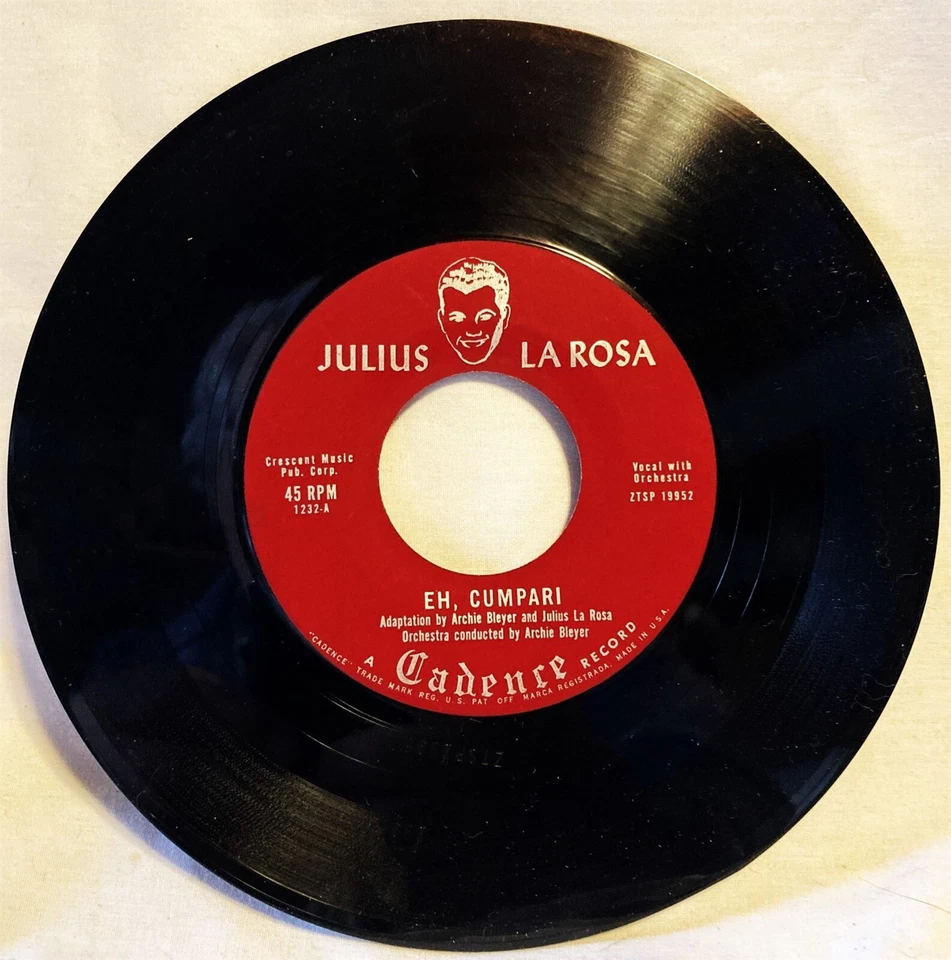 JULIUS LA ROSA
Crescent Music
Pub. Corp.
45 RPM
1232-A
Vocal with
Orchestra
ZTSP 19952
EH, CUMPARI
Adaptation by Archie Bleyer and Julius La Rosa
Orchestra conducted by Archie Bleyer
A Cadence RECORD
"CADENCE" TRADE MARK REG. U.S. PAT OFF MARCA REGISTRADA. MADE IN U.S.A.